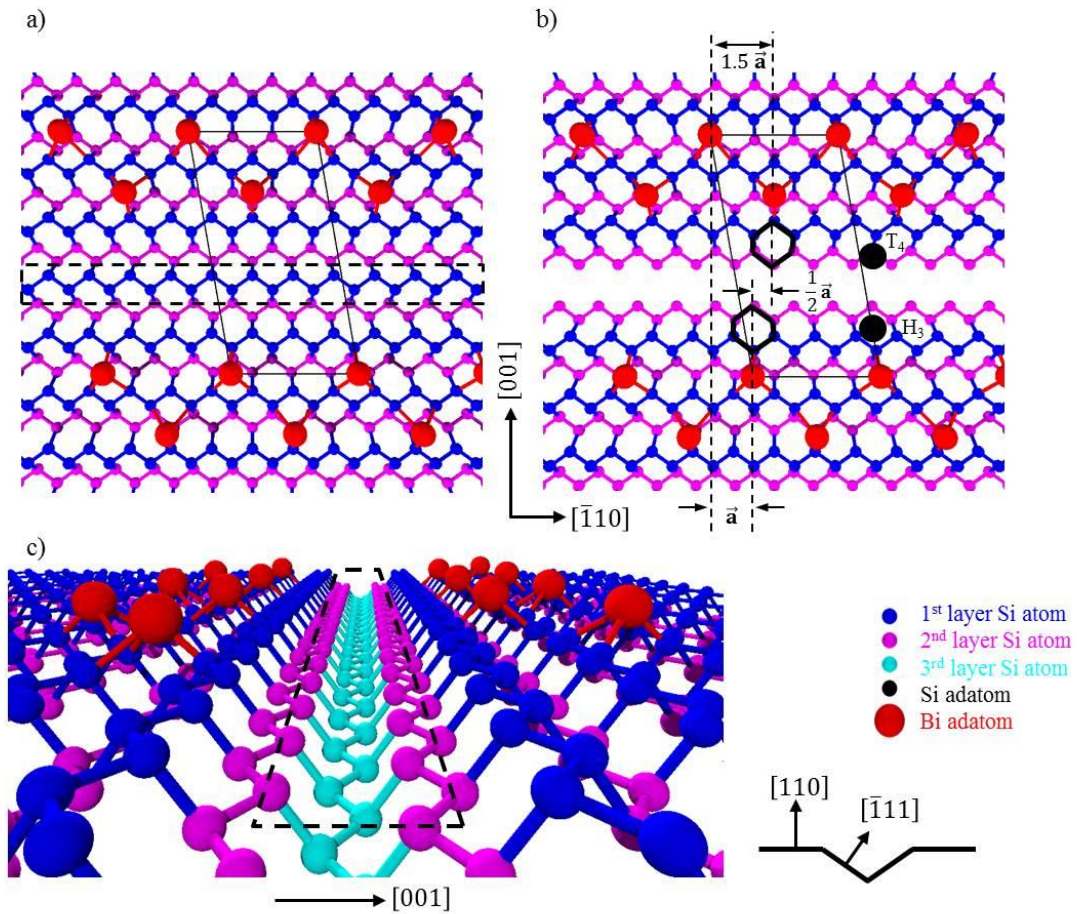 a)
b)
1.5 a⃗
T₄
½ a⃗
H₃
[001]
[1̅10]
a⃗
c)
1ˢᵗ layer Si atom
2ⁿᵈ layer Si atom
3ʳᵈ layer Si atom
Si adatom
Bi adatom
[110]
[1̅11]
[001]